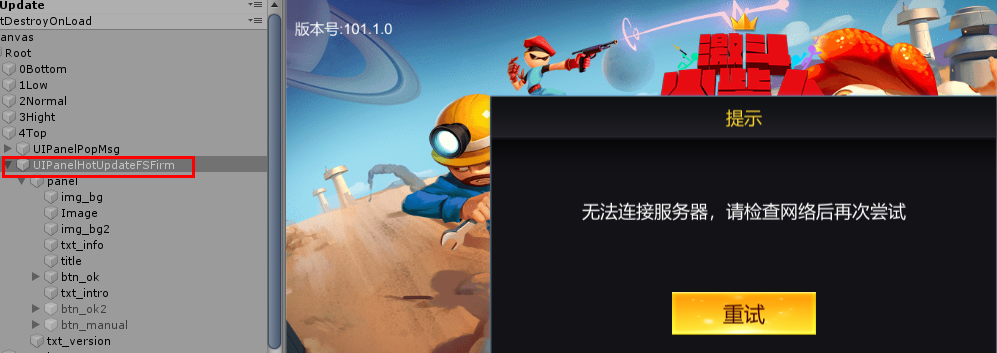 Update
tDestroyOnLoad
anvas
Root
0Bottom
1Low
2Normal
3Hight
4Top
UIPanelPopMsg
UIPanelHotUpdateFSFirm
panel
img_bg
Image
img_bg2
txt_info
title
btn_ok
txt_intro
btn_ok2
btn_manual
txt_version
版本号:101.1.0
提示
无法连接服务器，请检查网络后再次尝试
重试